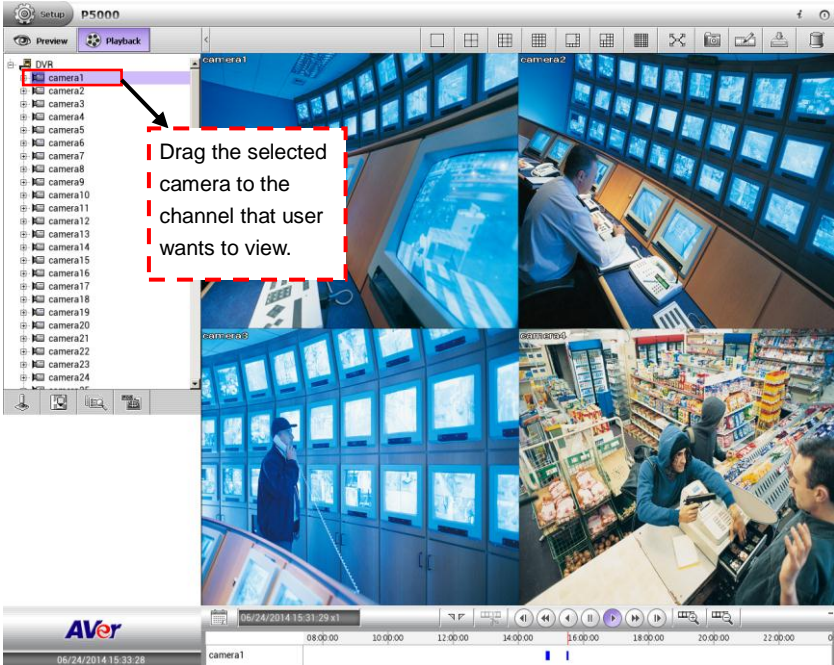 Setup P5000 i
Preview Playback <
DVR
camera1
camera2
camera3
camera4
camera5
camera6
camera7
camera8
camera9
camera10
camera11
camera12
camera13
camera14
camera15
camera16
camera17
camera18
camera19
camera20
camera21
camera22
camera23
camera24
Drag the selected
camera to the
channel that user
wants to view.
camera1
camera2
camera3
camera4
06/24/2014 15:31:29 x1
AVer
06/24/2014 15:33:28
08:00:00 10:00:00 12:00:00 14:00:00 16:00:00 18:00:00 20:00:00 22:00:00
camera1